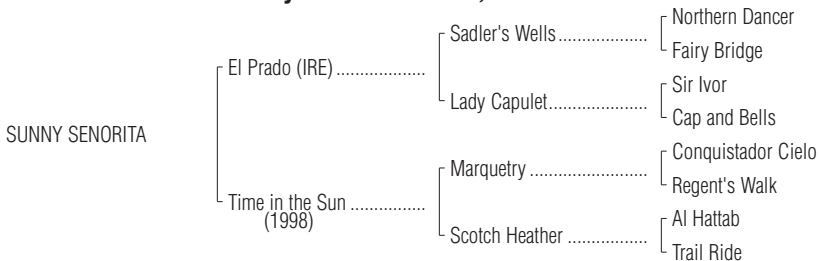 Northern Dancer
Sadler's Wells....................
Fairy Bridge
El Prado (IRE) ...................
Sir Ivor
Lady Capulet......................
Cap and Bells
SUNNY SENORITA
Conquistador Cielo
Marquetry .........................
Regent's Walk
Time in the Sun ................
(1998)
Al Hattab
Scotch Heather .................
Trail Ride